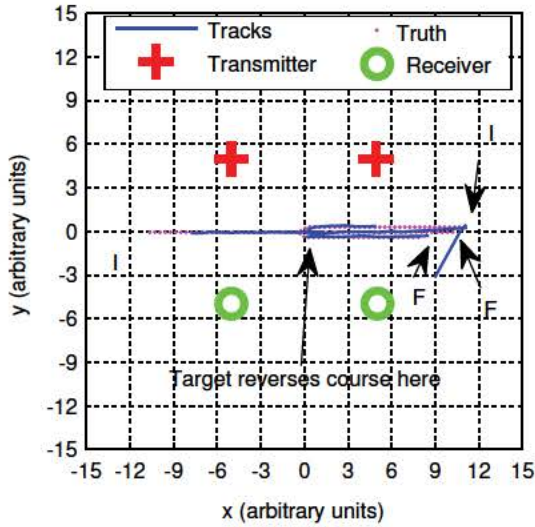 15
12
9
6
3
0
-3
-6
-9
-12
-15
y (arbitrary units)
Tracks
Truth
Transmitter
Receiver
I
I
F
F
Target reverses course here
-15 -12 -9 -6 -3 0 3 6 9 12 15
x (arbitrary units)